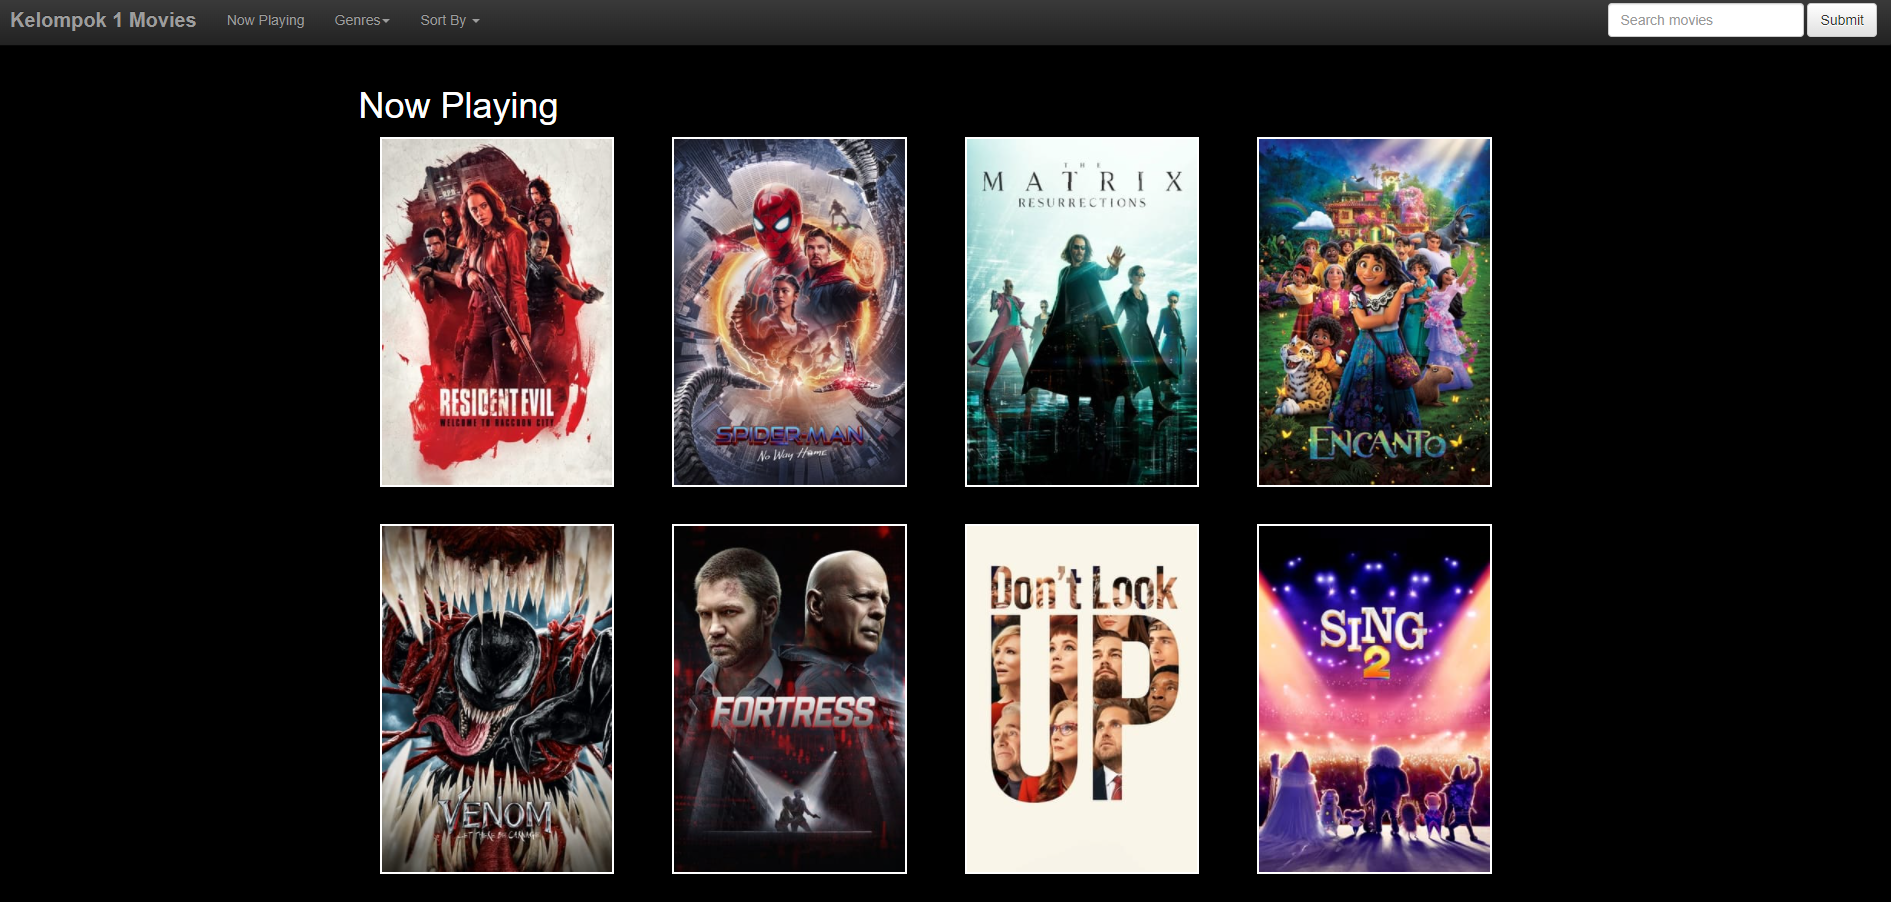 Kelompok 1 Movies
Now Playing
Genres
Sort By
Search movies
Submit
Now Playing
RESIDENT EVIL
WELCOME TO RACCOON CITY
SPIDER-MAN
No Way Home
THE
MATRIX
RESURRECTIONS
ENCANTO
VENOM
LET THERE BE CARNAGE
FORTRESS
Don't Look
UP
SING
2